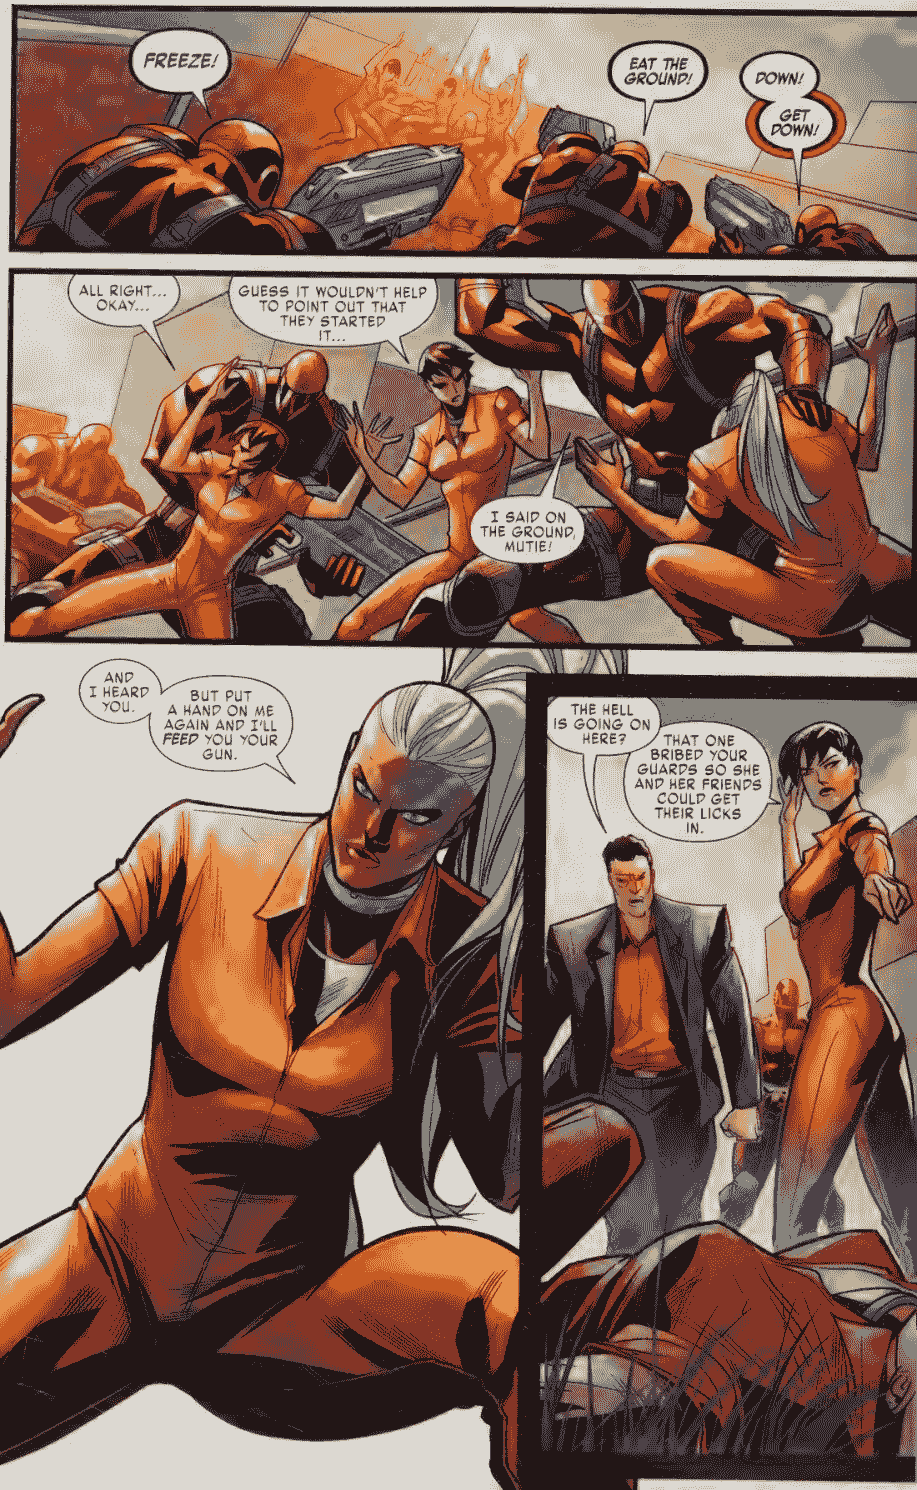 FREEZE!
EAT THE
GROUND!
DOWN!
GET
DOWN!
ALL RIGHT...
OKAY...
GUESS IT WOULDN'T HELP
TO POINT OUT THAT
THEY STARTED
IT...
I SAID ON
THE GROUND,
MUTIE!
AND
I HEARD
YOU.
BUT PUT
A HAND ON ME
AGAIN AND I'LL
FEED YOU YOUR
GUN.
THE HELL
IS GOING ON
HERE?
THAT ONE
BRIBED YOUR
GUARDS SO SHE
AND HER FRIENDS
COULD GET
THEIR LICKS
IN.